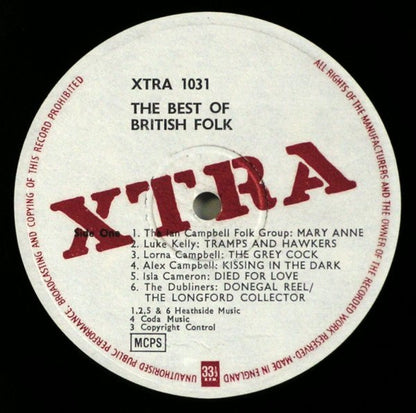 XTRA 1031
THE BEST OF
BRITISH FOLK
XTRA
Side One 1. The Ian Campbell Folk Group: MARY ANNE
2. Luke Kelly: TRAMPS AND HAWKERS
3. Lorna Campbell: THE GREY COCK
4. Alex Campbell: KISSING IN THE DARK
5. Isla Cameron: DIED FOR LOVE
6. The Dubliners: DONEGAL REEL/
THE LONGFORD COLLECTOR
1,2,5 & 6 Heathside Music
4 Coda Music
3 Copyright Control
MCPS
33⅓
RPM
ALL RIGHTS OF THE MANUFACTURERS AND THE OWNER OF THE RECORDED WORK RESERVED-MADE IN ENGLAND
UNAUTHORISED PUBLIC PERFORMANCE, BROADCASTING AND COPYING OF THIS RECORD PROHIBITED